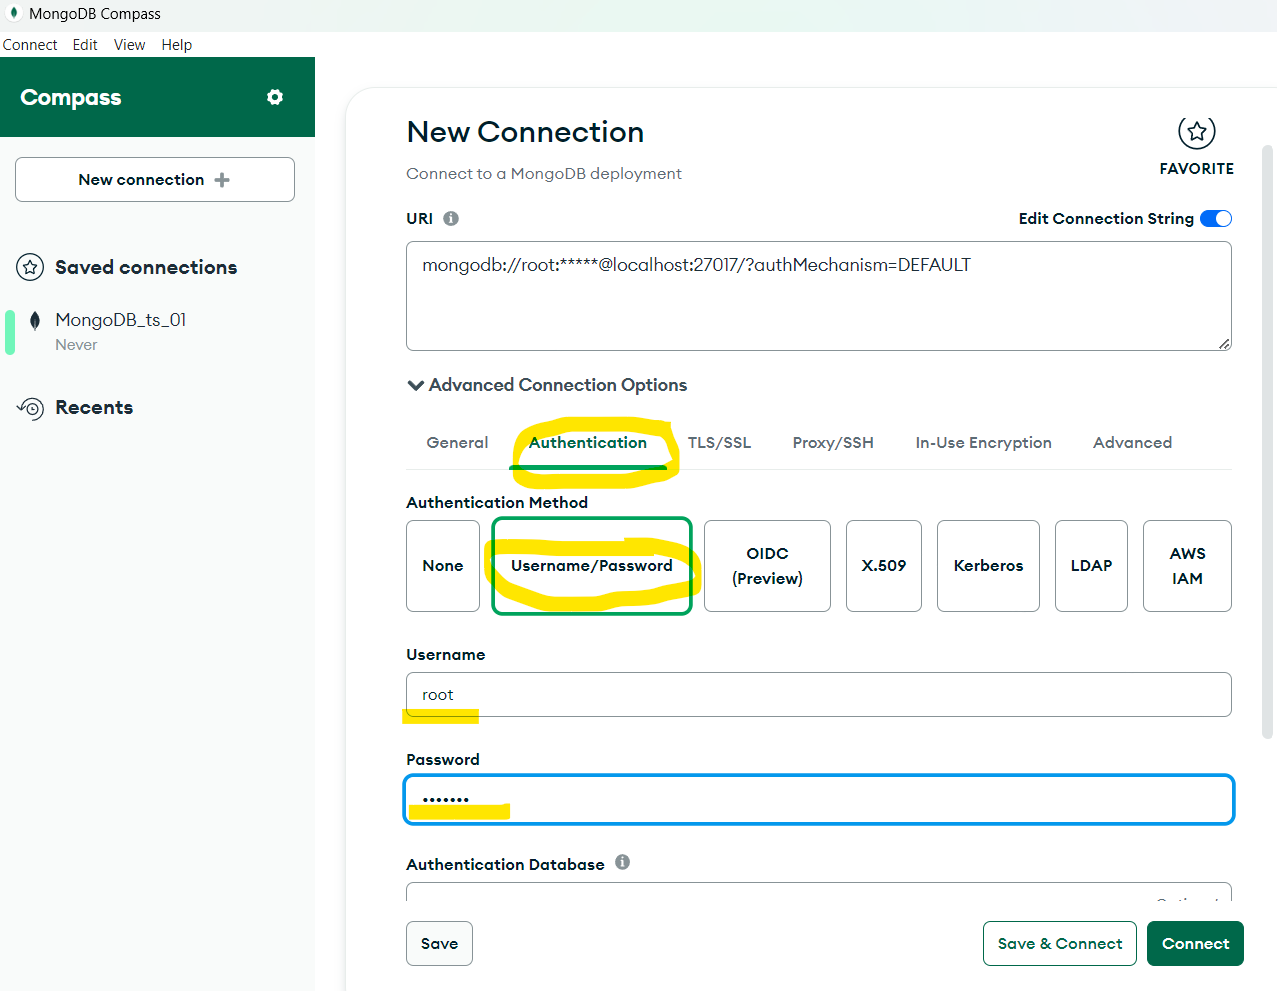 MongoDB Compass
Connect Edit View Help
Compass
New connection
Saved connections
MongoDB_ts_01
Never
Recents
New Connection
Connect to a MongoDB deployment
FAVORITE
URI
Edit Connection String
mongodb://root:*****@localhost:27017/?authMechanism=DEFAULT
Advanced Connection Options
General Authentication TLS/SSL Proxy/SSH In-Use Encryption Advanced
Authentication Method
None
Username/Password
OIDC
(Preview)
X.509
Kerberos
LDAP
AWS
IAM
Username
root
Password
•••••••
Authentication Database
Save
Save & Connect
Connect